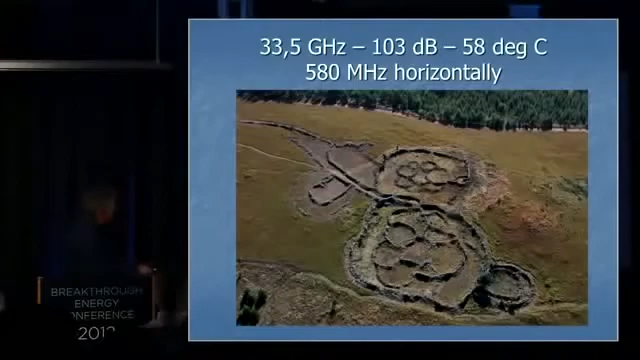 33,5 GHz – 103 dB – 58 deg C
580 MHz horizontally
BREAKTHROUGH
ENERGY
CONFERENCE